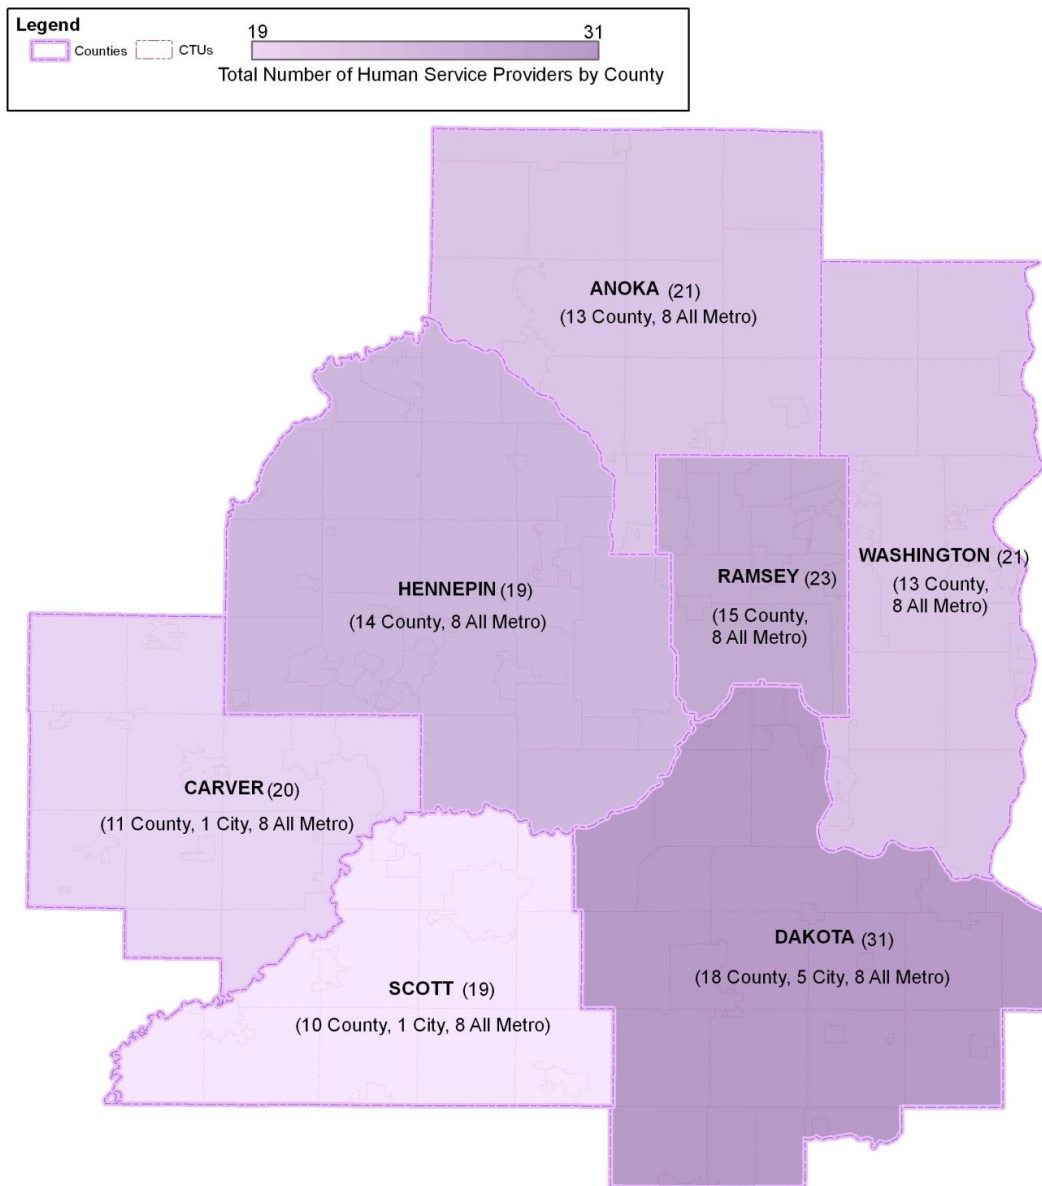 Legend
Counties
CTUs
19
31
Total Number of Human Service Providers by County
ANOKA (21)
(13 County, 8 All Metro)
WASHINGTON (21)
(13 County,
8 All Metro)
RAMSEY (23)
(15 County,
8 All Metro)
HENNEPIN (19)
(14 County, 8 All Metro)
CARVER (20)
(11 County, 1 City, 8 All Metro)
DAKOTA (31)
(18 County, 5 City, 8 All Metro)
SCOTT (19)
(10 County, 1 City, 8 All Metro)